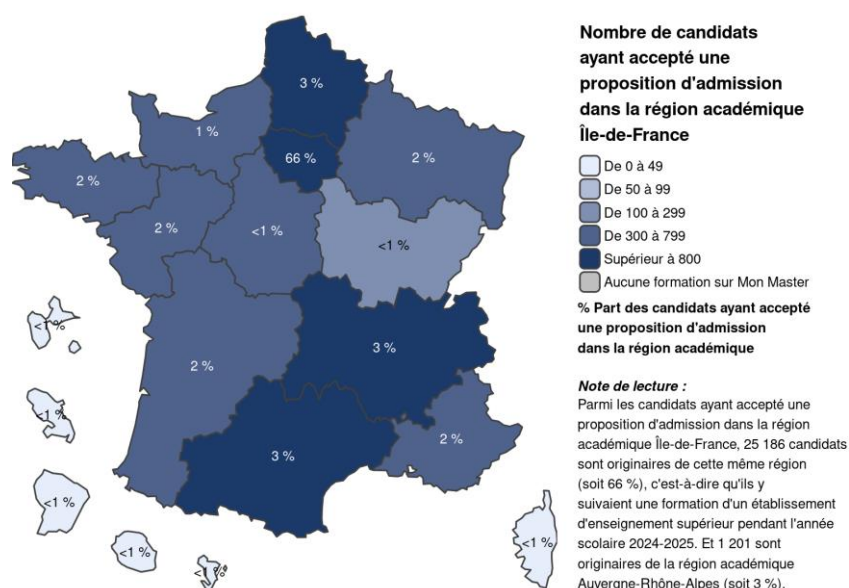 Nombre de candidats
ayant accepté une
proposition d'admission
dans la région académique
Île-de-France
De 0 à 49
De 50 à 99
De 100 à 299
De 300 à 799
Supérieur à 800
Aucune formation sur Mon Master
% Part des candidats ayant accepté
une proposition d'admission
dans la région académique
Note de lecture :
Parmi les candidats ayant accepté une
proposition d'admission dans la région
académique Île-de-France, 25 186 candidats
sont originaires de cette même région
(soit 66 %), c'est-à-dire qu'ils y
suivaient une formation d'un établissement
d'enseignement supérieur pendant l'année
scolaire 2024-2025. Et 1 201 sont
originaires de la région académique
Auvergne-Rhône-Alpes (soit 3 %).
3 %
1 %
66 %
2 %
2 %
2 %
<1 %
<1 %
<1 %
3 %
2 %
<1 %
2 %
3 %
<1 %
<1 %
<1 %
<1 %